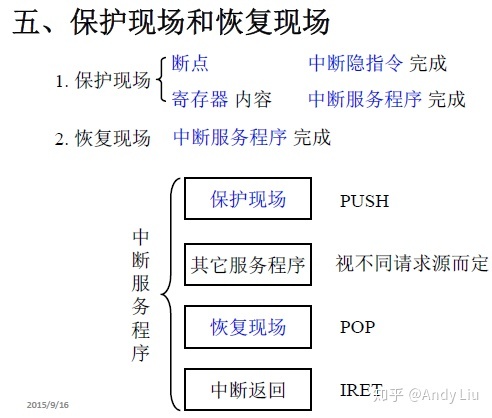 五、保护现场和恢复现场
1. 保护现场
断点 中断隐指令 完成
寄存器 内容 中断服务程序 完成
2. 恢复现场 中断服务程序 完成
中断服务程序
保护现场 PUSH
其它服务程序 视不同请求源而定
恢复现场 POP
中断返回 IRET
2015/9/16
知乎 @Andy Liu